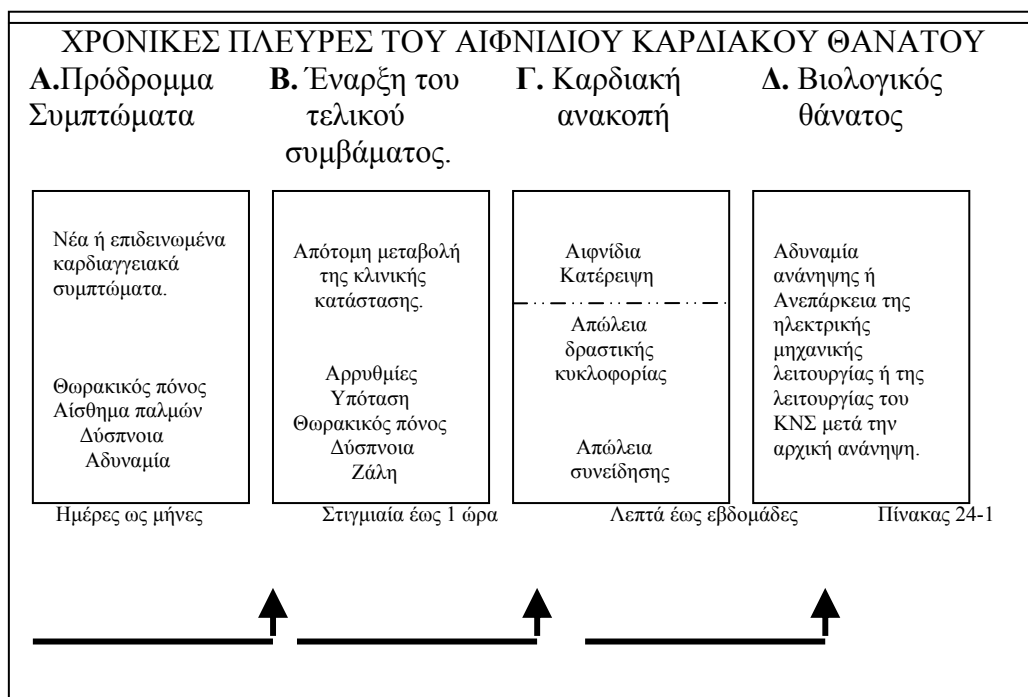 ΧΡΟΝΙΚΕΣ ΠΛΕΥΡΕΣ ΤΟΥ ΑΙΦΝΙΔΙΟΥ ΚΑΡΔΙΑΚΟΥ ΘΑΝΑΤΟΥ
Α.Πρόδρομμα
Συμπτώματα
Β. Έναρξη του
τελικού
συμβάματος.
Γ. Καρδιακή
ανακοπή
Δ. Βιολογικός
θάνατος
Νέα ή επιδεινωμένα
καρδιαγγειακά
συμπτώματα.
Θωρακικός πόνος
Αίσθημα παλμών
Δύσπνοια
Αδυναμία
Απότομη μεταβολή
της κλινικής
κατάστασης.
Αρρυθμίες
Υπόταση
Θωρακικός πόνος
Δύσπνοια
Ζάλη
Αιφνίδια
Κατέρειψη
Απώλεια
δραστικής
κυκλοφορίας
Απώλεια
συνείδησης
Αδυναμία
ανάνηψης ή
Ανεπάρκεια της
ηλεκτρικής
μηχανικής
λειτουργίας ή της
λειτουργίας του
ΚΝΣ μετά την
αρχική ανάνηψη.
Ημέρες ως μήνες
Στιγμιαία έως 1 ώρα
Λεπτά έως εβδομάδες
Πίνακας 24-1